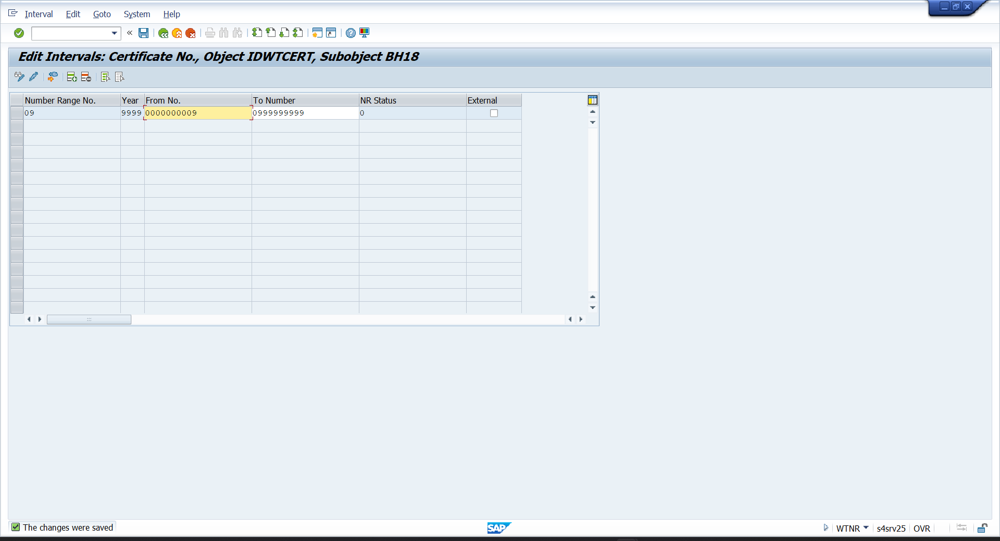 Interval Edit Goto System Help
Edit Intervals: Certificate No., Object IDWTCERT, Subobject BH18
Number Range No. Year From No. To Number NR Status External
09 9999 0000000009 0999999999 0
The changes were saved
SAP
WTNR s4srv25 OVR